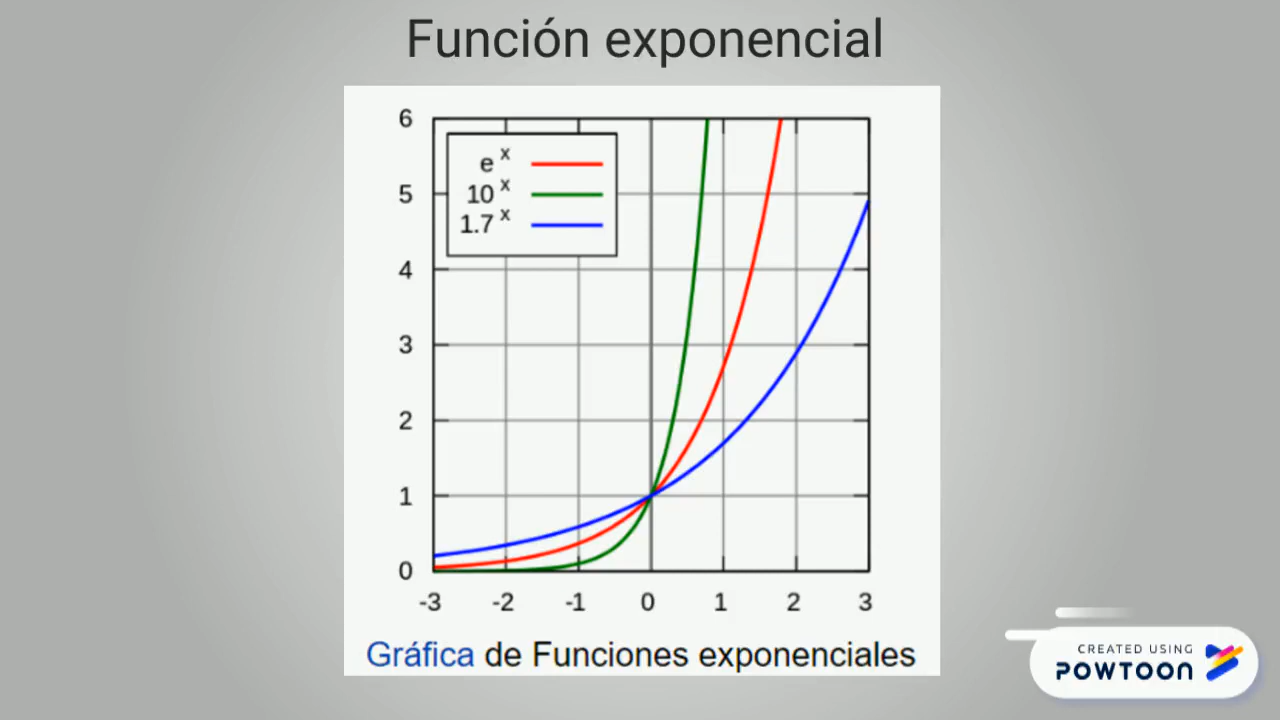 Función exponencial
6
e x
10 x
1.7 x
5
4
3
2
1
0
-3 -2 -1 0 1 2 3
Gráfica de Funciones exponenciales
CREATED USING
POWTOON